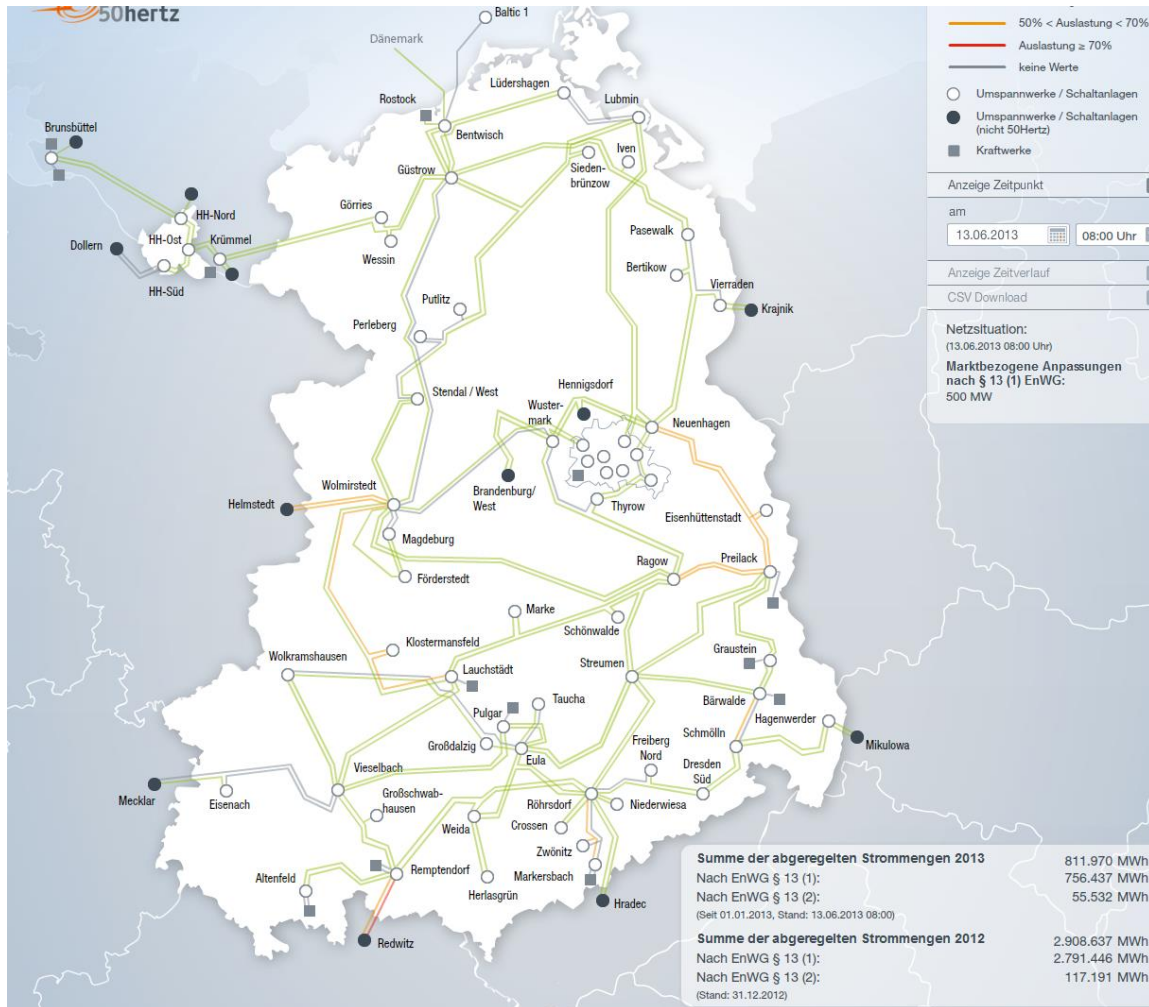 50hertz
Baltic 1
Dänemark
Lüdershagen
Lubmin
Rostock
Bentwisch
Brunsbüttel
Iven
Sieden-
brünzow
Güstrow
Görries
HH-Nord
Pasewalk
Dollern
HH-Ost
Krümmel
Wessin
Bertikow
Vierraden
HH-Süd
Putlitz
Krajnik
Perleberg
Stendal / West
Hennigsdorf
Wuster-
mark
Neuenhagen
Wolmirstedt
Helmstedt
Brandenburg/
West
Thyrow
Eisenhüttenstadt
Magdeburg
Ragow
Preilack
Förderstedt
Marke
Schönwalde
Klostermansfeld
Wolkramshausen
Lauchstädt
Streumen
Graustein
Taucha
Bärwalde
Pulgar
Hagenwerder
Großdalzig
Freiberg
Nord
Schmölln
Mikulowa
Eula
Dresden
Süd
Vieselbach
Mecklar
Eisenach
Großschwab-
hausen
Röhrsdorf
Niederwiesa
Weida
Crossen
Zwönitz
Remptendorf
Markersbach
Altenfeld
Herlasgrün
Hradec
Redwitz
50% < Auslastung < 70%
Auslastung ≥ 70%
keine Werte
Umspannwerke / Schaltanlagen
Umspannwerke / Schaltanlagen
(nicht 50Hertz)
Kraftwerke
Anzeige Zeitpunkt
am
13.06.2013 08:00 Uhr
Anzeige Zeitverlauf
CSV Download
Netzsituation:
(13.06.2013 08:00 Uhr)
Marktbezogene Anpassungen
nach § 13 (1) EnWG:
500 MW
Summe der abgeregelten Strommengen 2013 811.970 MWh
Nach EnWG § 13 (1): 756.437 MWh
Nach EnWG § 13 (2): 55.532 MWh
(Seit 01.01.2013, Stand: 13.06.2013 08:00)
Summe der abgeregelten Strommengen 2012 2.908.637 MWh
Nach EnWG § 13 (1): 2.791.446 MWh
Nach EnWG § 13 (2): 117.191 MWh
(Stand: 31.12.2012)